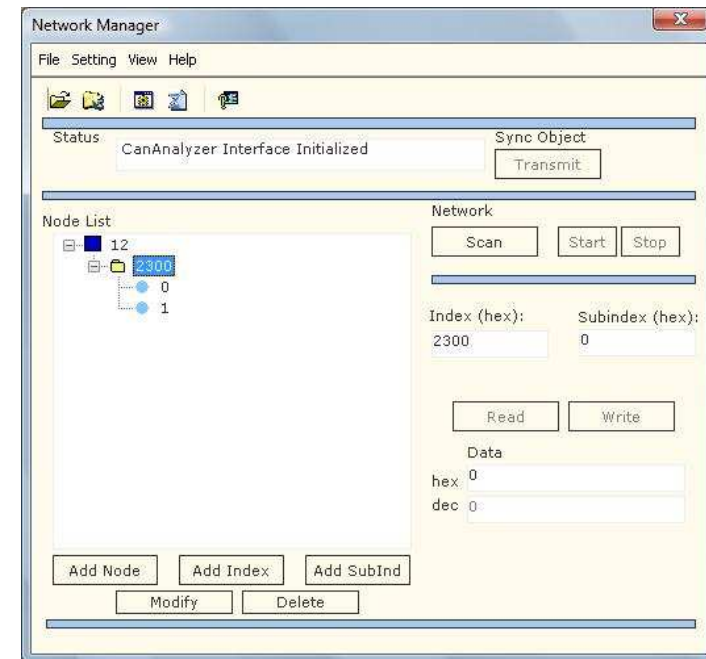 Network Manager
File Setting View Help
Status
CanAnalyzer Interface Initialized
Sync Object
Transmit
Node List
12
2300
0
1
Network
Scan Start Stop
Index (hex): Subindex (hex):
2300 0
Read Write
Data
hex 0
dec 0
Add Node Add Index Add SubInd
Modify Delete